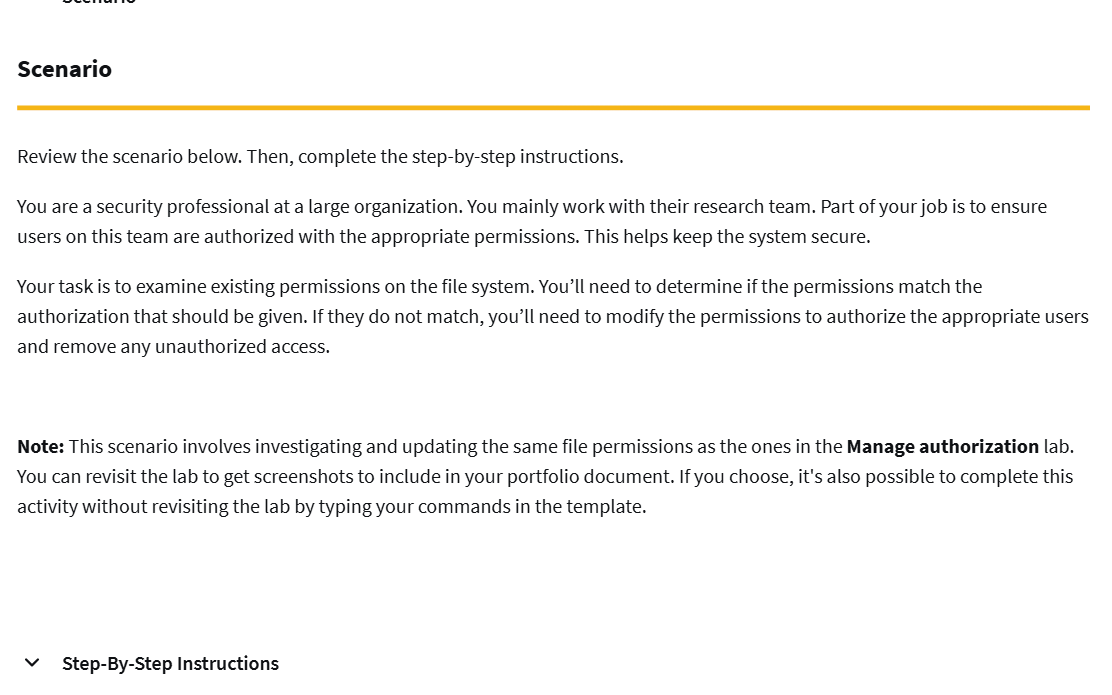 Scenario
Scenario
Review the scenario below. Then, complete the step-by-step instructions.
You are a security professional at a large organization. You mainly work with their research team. Part of your job is to ensure
users on this team are authorized with the appropriate permissions. This helps keep the system secure.
Your task is to examine existing permissions on the file system. You’ll need to determine if the permissions match the
authorization that should be given. If they do not match, you’ll need to modify the permissions to authorize the appropriate users
and remove any unauthorized access.
Note: This scenario involves investigating and updating the same file permissions as the ones in the Manage authorization lab.
You can revisit the lab to get screenshots to include in your portfolio document. If you choose, it's also possible to complete this
activity without revisiting the lab by typing your commands in the template.
Step-By-Step Instructions